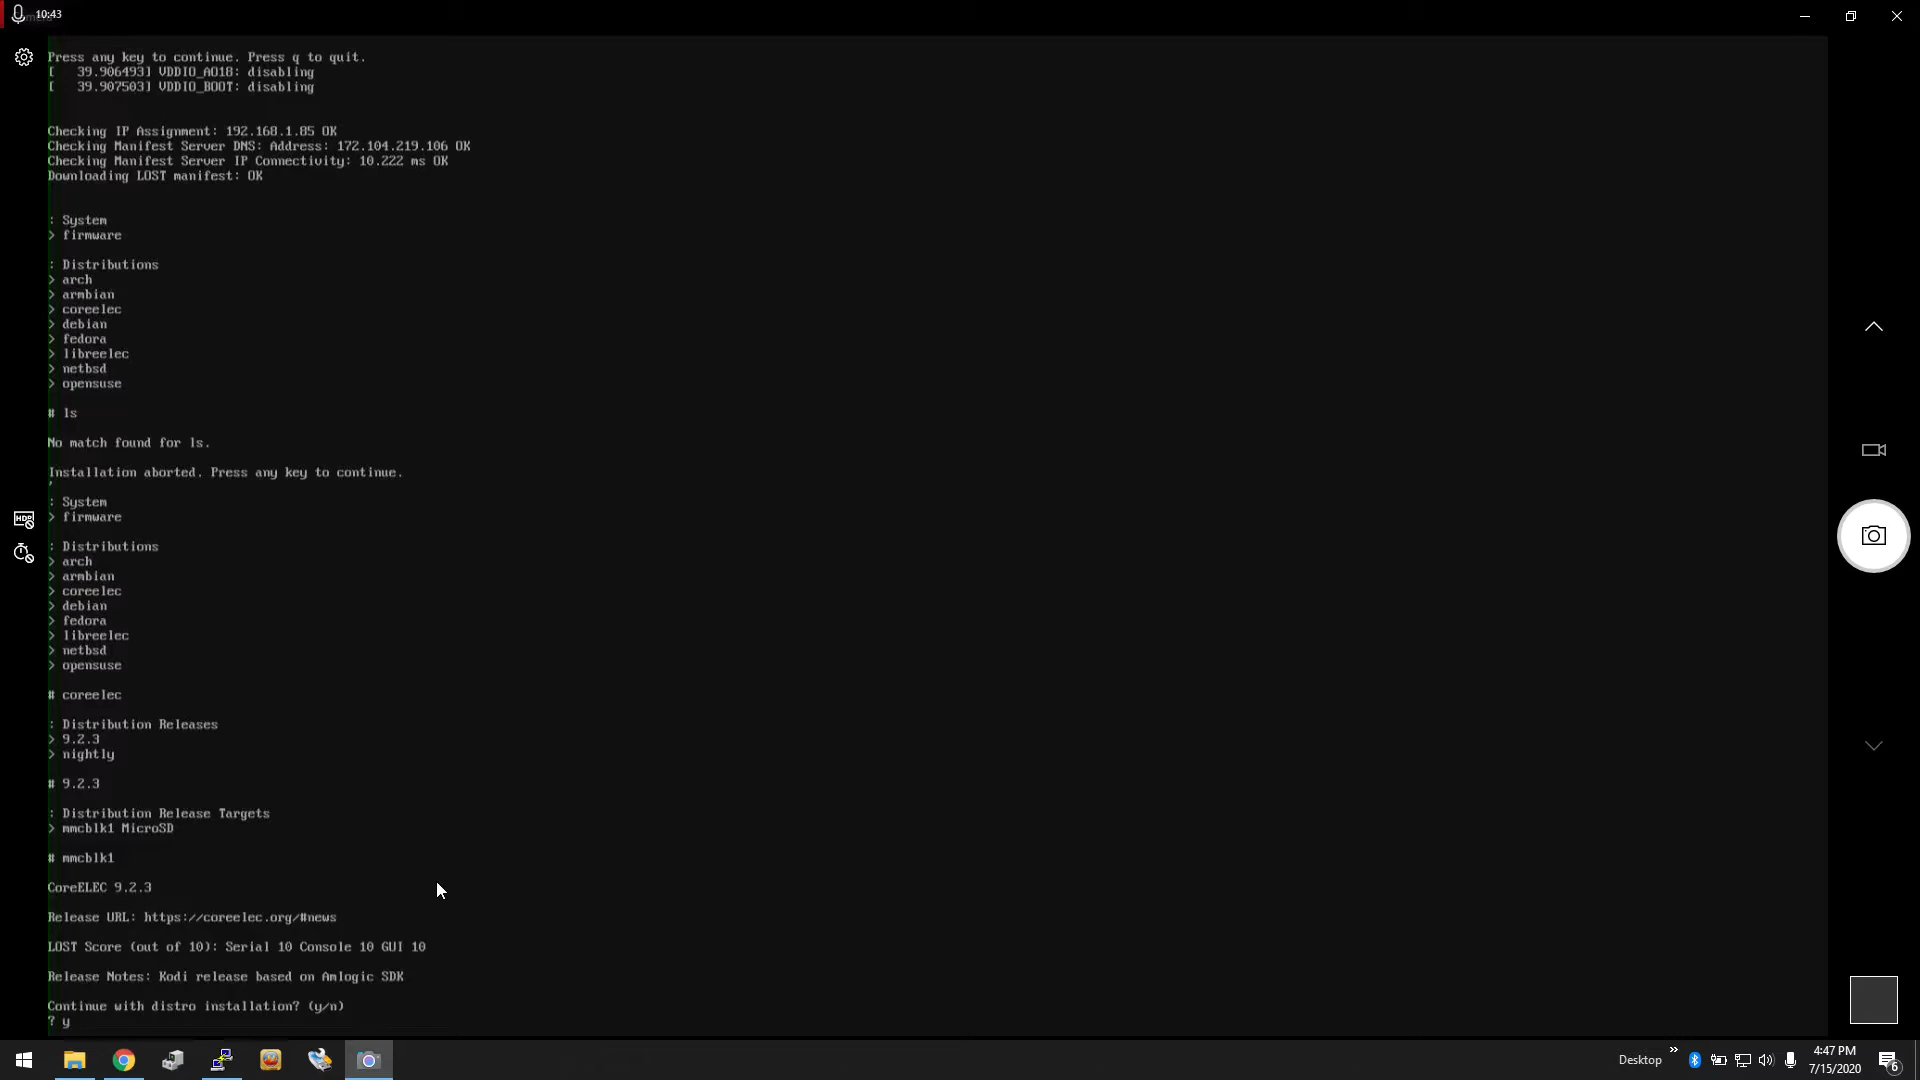 10:43
Press any key to continue. Press q to quit.
[   39.906493] VDDIO_AO18: disabling
[   39.907503] VDDIO_BOOT: disabling
Checking IP Assignment: 192.168.1.85 OK
Checking Manifest Server DNS: Address: 172.104.219.106 OK
Checking Manifest Server IP Connectivity: 10.222 ms OK
Downloading LOST manifest: OK
: System
> firmware
: Distributions
> arch
> armbian
> coreelec
> debian
> fedora
> libreelec
> netbsd
> opensuse
# ls
No match found for ls.
Installation aborted. Press any key to continue.
'
: System
> firmware
: Distributions
> arch
> armbian
> coreelec
> debian
> fedora
> libreelec
> netbsd
> opensuse
# coreelec
: Distribution Releases
> 9.2.3
> nightly
# 9.2.3
: Distribution Release Targets
> mmcblk1 MicroSD
# mmcblk1
CoreELEC 9.2.3
Release URL: https://coreelec.org/#news
LOST Score (out of 10): Serial 10 Console 10 GUI 10
Release Notes: Kodi release based on Amlogic SDK
Continue with distro installation? (y/n)
? y
HDR
Desktop
4:47 PM
7/15/2020
6